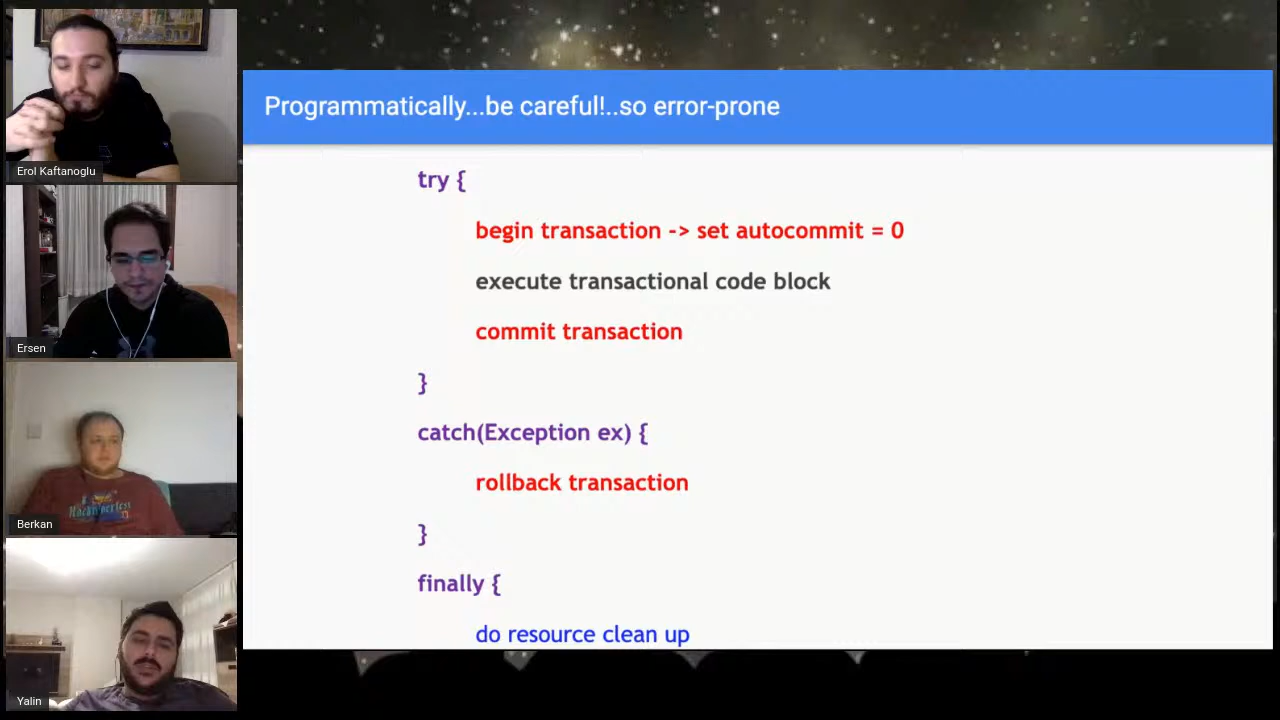 Erol Kaftanoglu
Ersen
Berkan
Yalin
Programmatically...be careful!..so error-prone
try {
begin transaction -> set autocommit = 0
execute transactional code block
commit transaction
}
catch(Exception ex) {
rollback transaction
}
finally {
do resource clean up